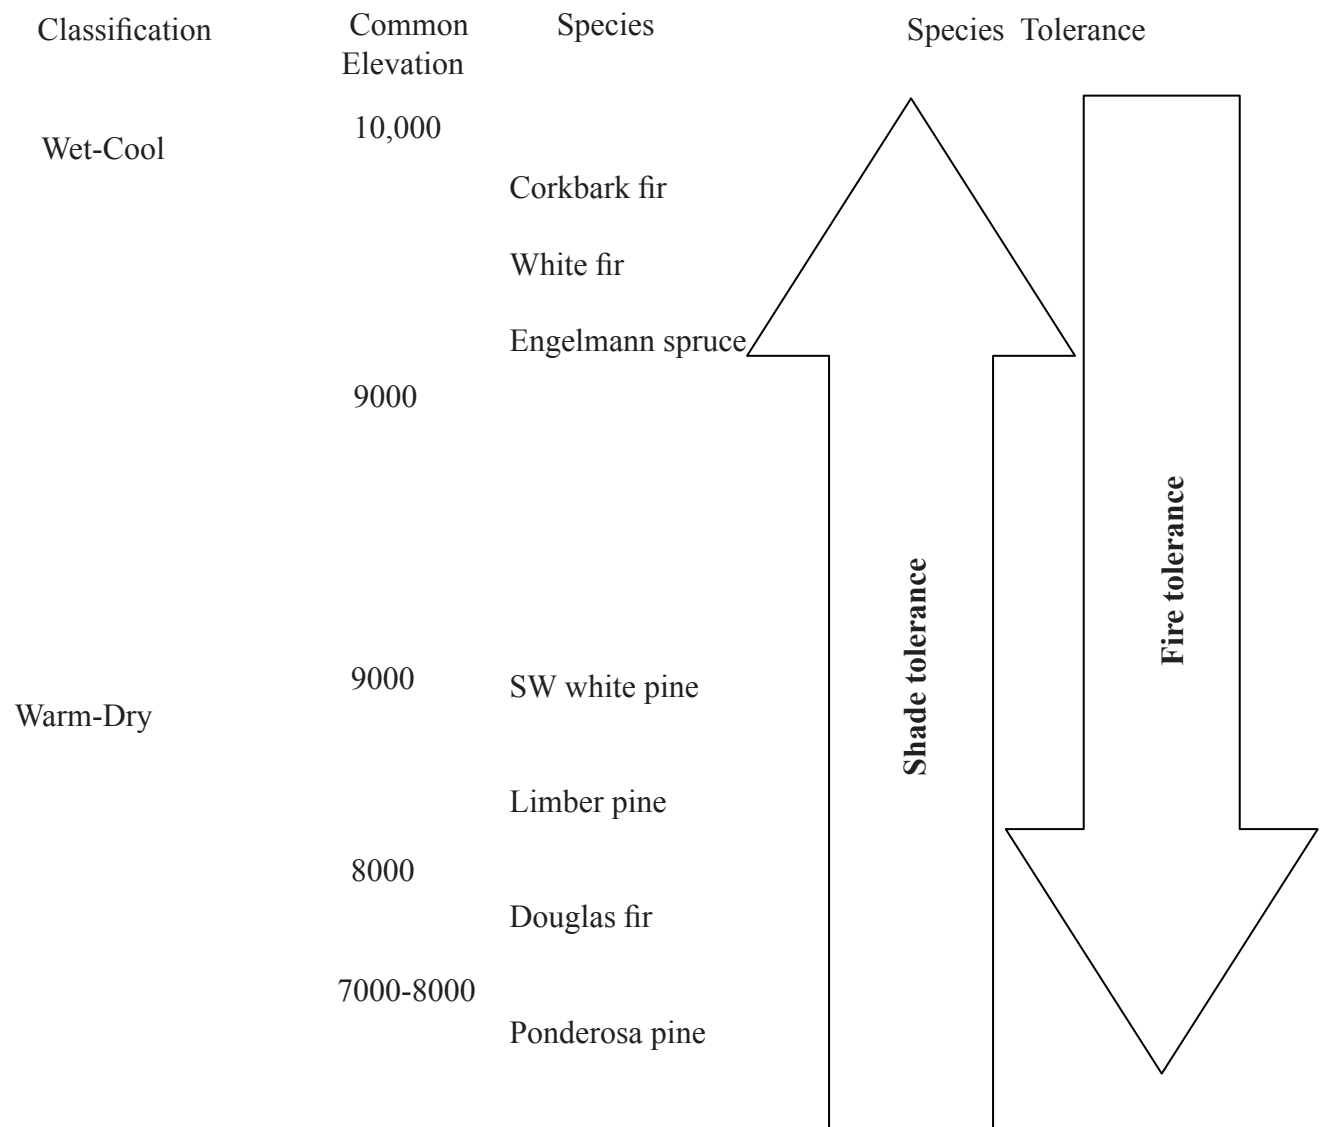 Classification
Common
Elevation
Species
Species Tolerance
Wet-Cool
10,000
Corkbark fir
White fir
Engelmann spruce
9000
Shade tolerance
Fire tolerance
Warm-Dry
9000
SW white pine
Limber pine
8000
Douglas fir
7000-8000
Ponderosa pine